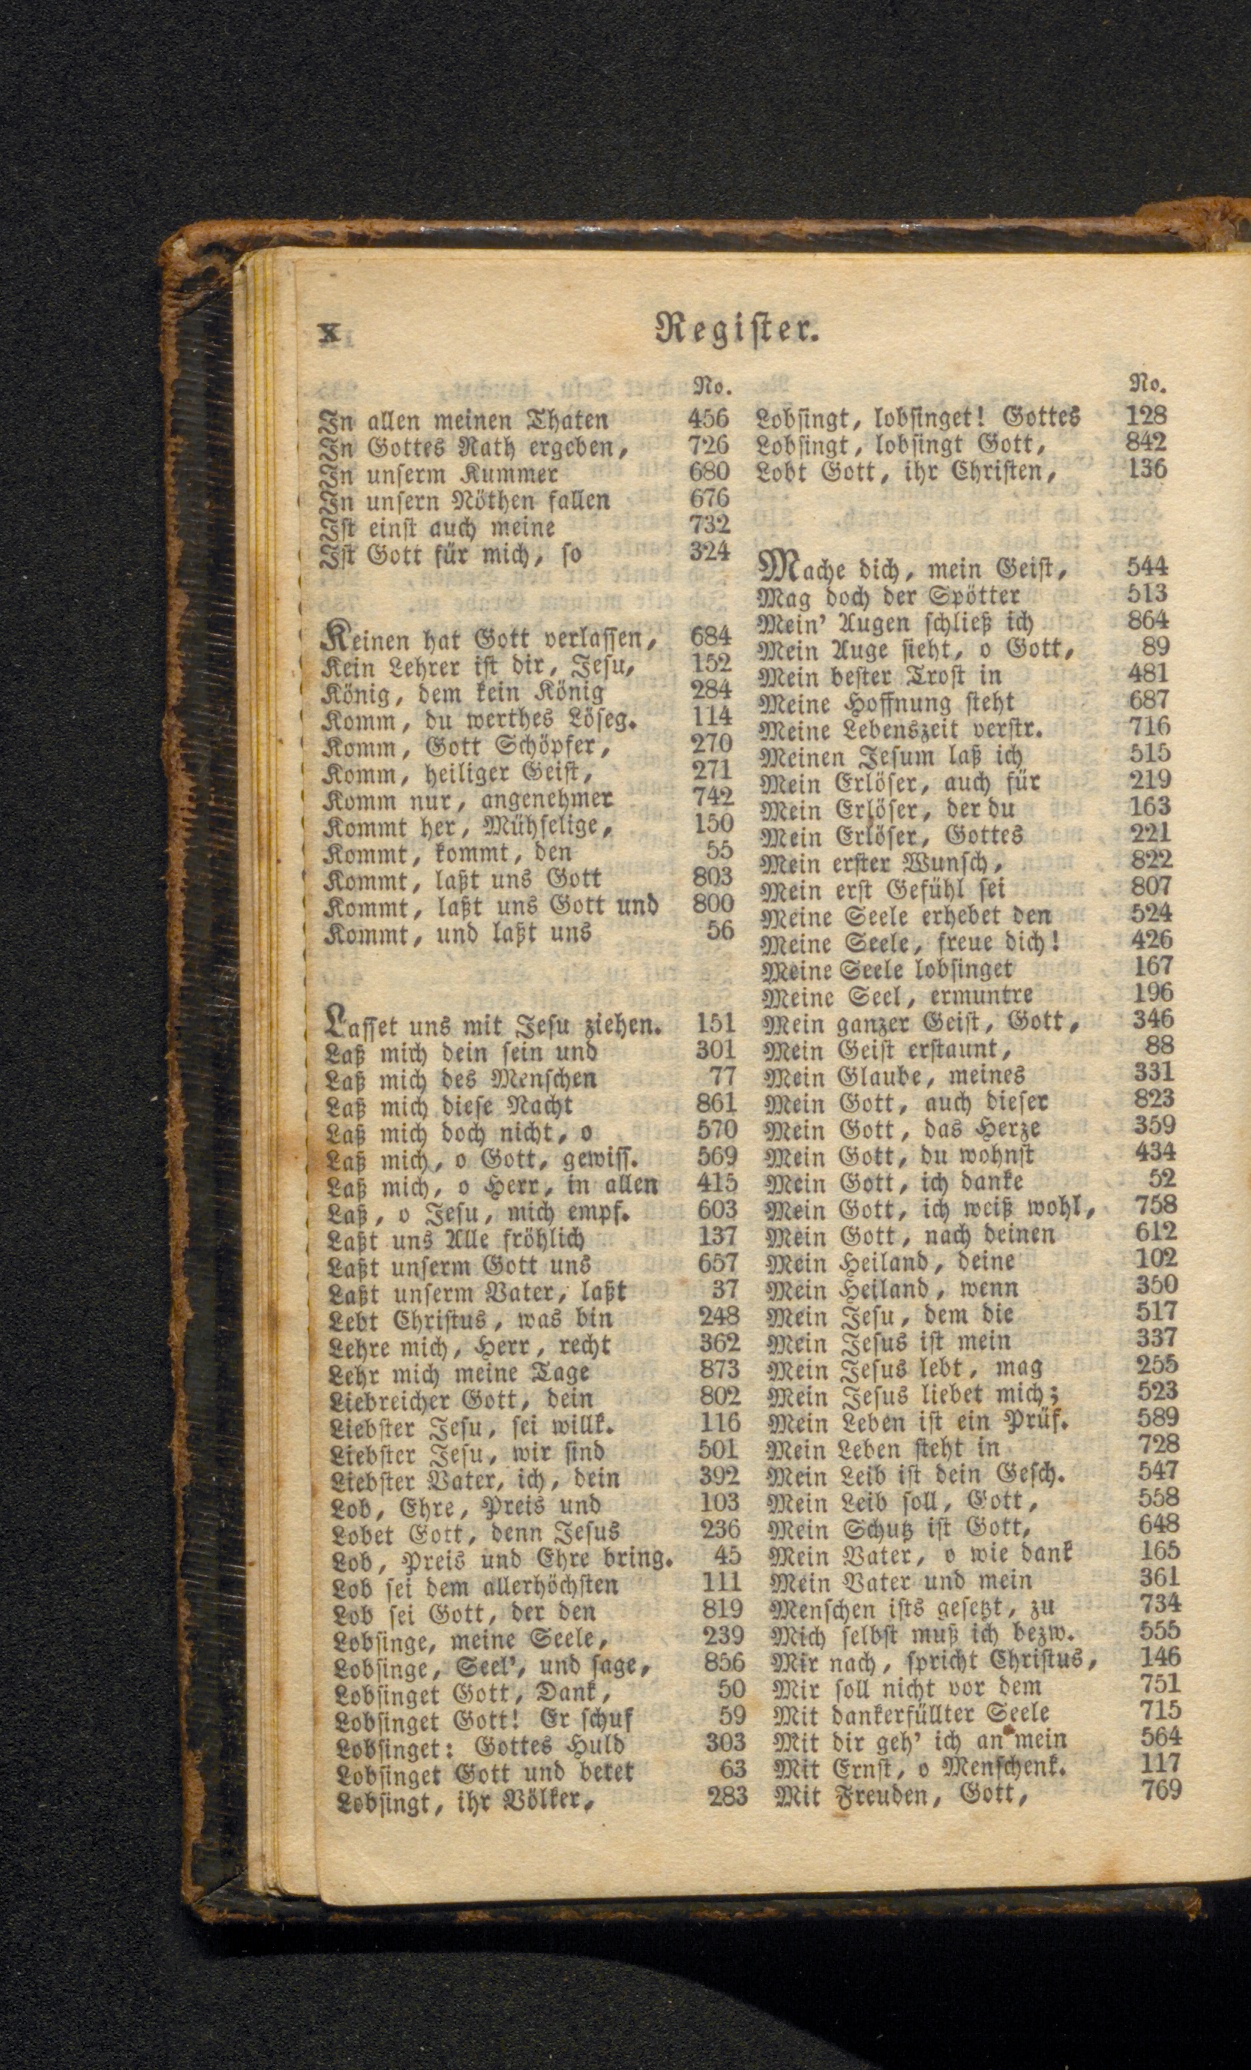 x
Register.
No.
In allen meinen Thaten 456
In Gottes Rath ergeben, 726
In unserm Kummer 680
In unsern Nöthen fallen 676
Ist einst auch meine 732
Ist Gott für mich, so 324
Keinen hat Gott verlassen, 684
Kein Lehrer ist dir, Jesu, 152
König, dem kein König 284
Komm, du werthes Löseg. 114
Komm, Gott Schöpfer, 270
Komm, heiliger Geist, 271
Komm nur, angenehmer 742
Kommt her, Mühselige, 150
Kommt, kommt, den 55
Kommt, laßt uns Gott 803
Kommt, laßt uns Gott und 800
Kommt, und laßt uns 56
Lasset uns mit Jesu ziehen. 151
Laß mich dein sein und 301
Laß mich des Menschen 77
Laß mich diese Nacht 861
Laß mich doch nicht, o 570
Laß mich, o Gott, gewiss. 569
Laß mich, o Herr, in allen 415
Laß, o Jesu, mich empf. 603
Laßt uns Alle fröhlich 137
Laßt unserm Gott uns 657
Laßt unserm Vater, laßt 37
Lebt Christus, was bin 248
Lehre mich, Herr, recht 362
Lehr mich meine Tage 873
Liebreicher Gott, dein 802
Liebster Jesu, sei willk. 116
Liebster Jesu, wir sind 501
Liebster Vater, ich, dein 392
Lob, Ehre, Preis und 103
Lobet Gott, denn Jesus 236
Lob, Preis und Ehre bring. 45
Lob sei dem allerhöchsten 111
Lob sei Gott, der den 819
Lobsinge, meine Seele, 239
Lobsinge, Seel', und sage, 856
Lobsinget Gott, Dank, 50
Lobsinget Gott! Er schuf 59
Lobsinget: Gottes Huld 303
Lobsinget Gott und betet 63
Lobsingt, ihr Völker, 283
No.
Lobsingt, lobsinget! Gottes 128
Lobsingt, lobsingt Gott, 842
Lobt Gott, ihr Christen, 136
Mache dich, mein Geist, 544
Mag doch der Spötter 513
Mein' Augen schließ ich 864
Mein Auge sieht, o Gott, 89
Mein bester Trost in 481
Meine Hoffnung steht 687
Meine Lebenszeit verstr. 716
Meinen Jesum laß ich 515
Mein Erlöser, auch für 219
Mein Erlöser, der du 163
Mein Erlöser, Gottes 221
Mein erster Wunsch, 822
Mein erst Gefühl sei 807
Meine Seele erhebet den 524
Meine Seele, freue dich! 426
Meine Seele lobsinget 167
Meine Seel, ermuntre 196
Mein ganzer Geist, Gott, 346
Mein Geist erstaunt, 88
Mein Glaube, meines 331
Mein Gott, auch dieser 823
Mein Gott, das Herze 359
Mein Gott, du wohnst 434
Mein Gott, ich danke 52
Mein Gott, ich weiß wohl, 758
Mein Gott, nach deinen 612
Mein Heiland, deine 102
Mein Heiland, wenn 350
Mein Jesu, dem die 517
Mein Jesus ist mein 337
Mein Jesus lebt, mag 255
Mein Jesus liebet mich; 523
Mein Leben ist ein Prüf. 589
Mein Leben steht in 728
Mein Leib ist dein Gesch. 547
Mein Leib soll, Gott, 558
Mein Schutz ist Gott, 648
Mein Vater, o wie dank 165
Mein Vater und mein 361
Menschen ists gesetzt, zu 734
Mich selbst muß ich bezw. 555
Mir nach, spricht Christus, 146
Mir soll nicht vor dem 751
Mit dankerfüllter Seele 715
Mit dir geh' ich an mein 564
Mit Ernst, o Menschenk. 117
Mit Freuden, Gott, 769